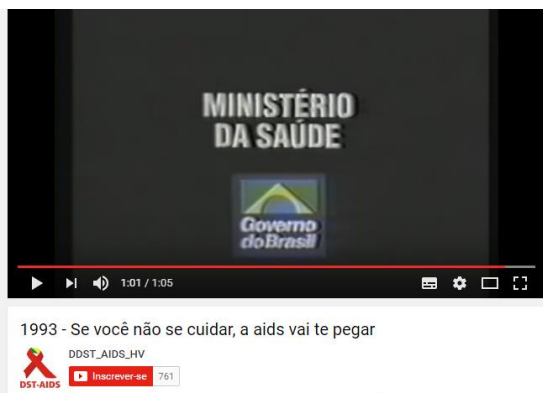 MINISTÉRIO
DA SAÚDE
Governo
do Brasil
1:01 / 1:05
1993 - Se você não se cuidar, a aids vai te pegar
DDST_AIDS_HV
Inscrever-se 761
DST-AIDS